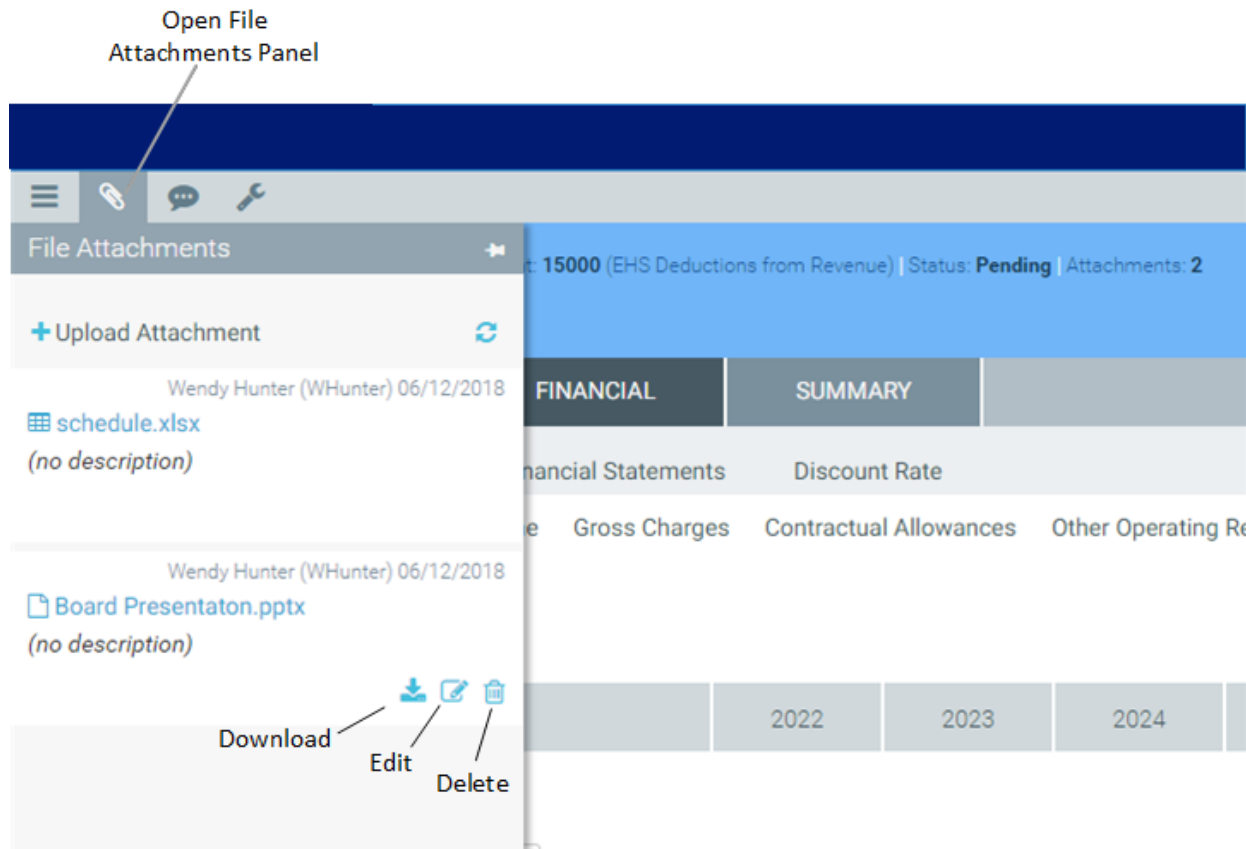 Open File
Attachments Panel
File Attachments
15000 (EHS Deductions from Revenue) | Status: Pending | Attachments: 2
Upload Attachment
Wendy Hunter (WHunter) 06/12/2018
schedule.xlsx
(no description)
FINANCIAL
SUMMARY
Statements
Discount Rate
Gross Charges
Contractual Allowances
Other Operating
Wendy Hunter (WHunter) 06/12/2018
Board Presentaton.pptx
(no description)
2022
2023
2024
Download
Edit
Delete